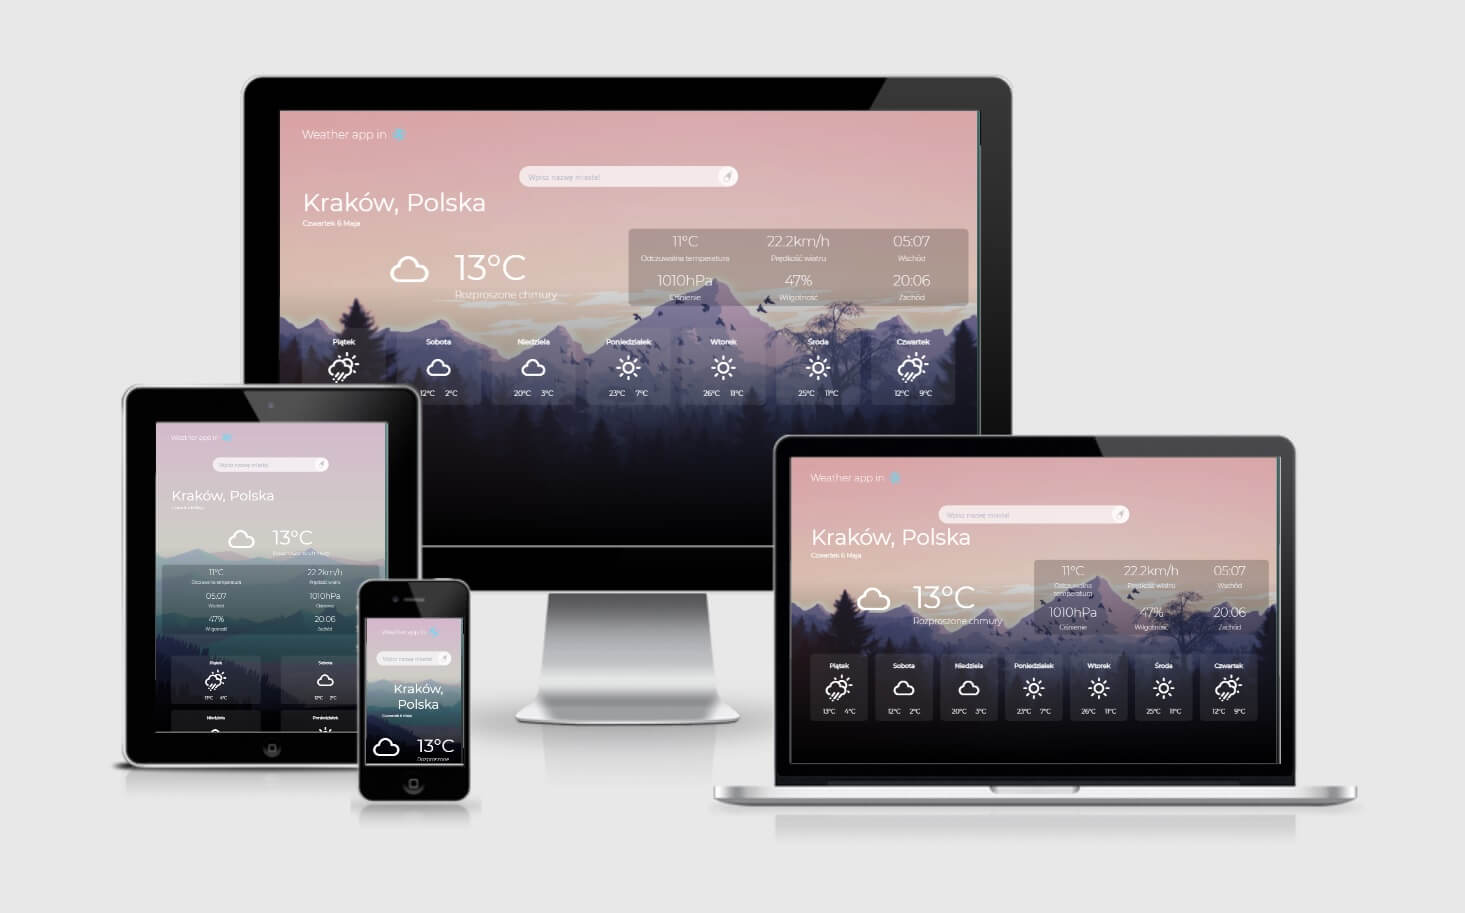 Weather app in
Wpisz nazwę miasta!
Kraków, Polska
Czwartek 6 Maja
13°C
Rozproszone chmury
11°C 22.2km/h 05:07
Odczuwalna temperatura Prędkość wiatru Wschód
1010hPa 47% 20:06
Ciśnienie Wilgotność Zachód
Piątek Sobota Niedziela Poniedziałek Wtorek Środa Czwartek
12°C 2°C 20°C 3°C 23°C 7°C 26°C 11°C 25°C 11°C 12°C 9°C
Weather app in
Wpisz nazwę miasta!
Kraków, Polska
13°C
Rozproszone chmury
11°C 22.2km/h
Odczuwalna temperatura Prędkość wiatru
05:07 1010hPa
Wschód Ciśnienie
47% 20:06
Wilgotność Zachód
Piątek Sobota
13°C 4°C 12°C 2°C
Niedziela Poniedziałek
Weather app in
Wpisz nazwę miasta!
Kraków,
Polska
Czwartek 6 Maja
13°C
Rozproszone
Weather app in
Wpisz nazwę miasta!
Kraków, Polska
Czwartek 6 Maja
13°C
Rozproszone chmury
11°C 22.2km/h 05:07
Odczuwalna Prędkość wiatru Wschód
temperatura
1010hPa 47% 20:06
Ciśnienie Wilgotność Zachód
Piątek Sobota Niedziela Poniedziałek Wtorek Środa Czwartek
13°C 4°C 12°C 2°C 20°C 3°C 23°C 7°C 26°C 11°C 25°C 11°C 12°C 9°C